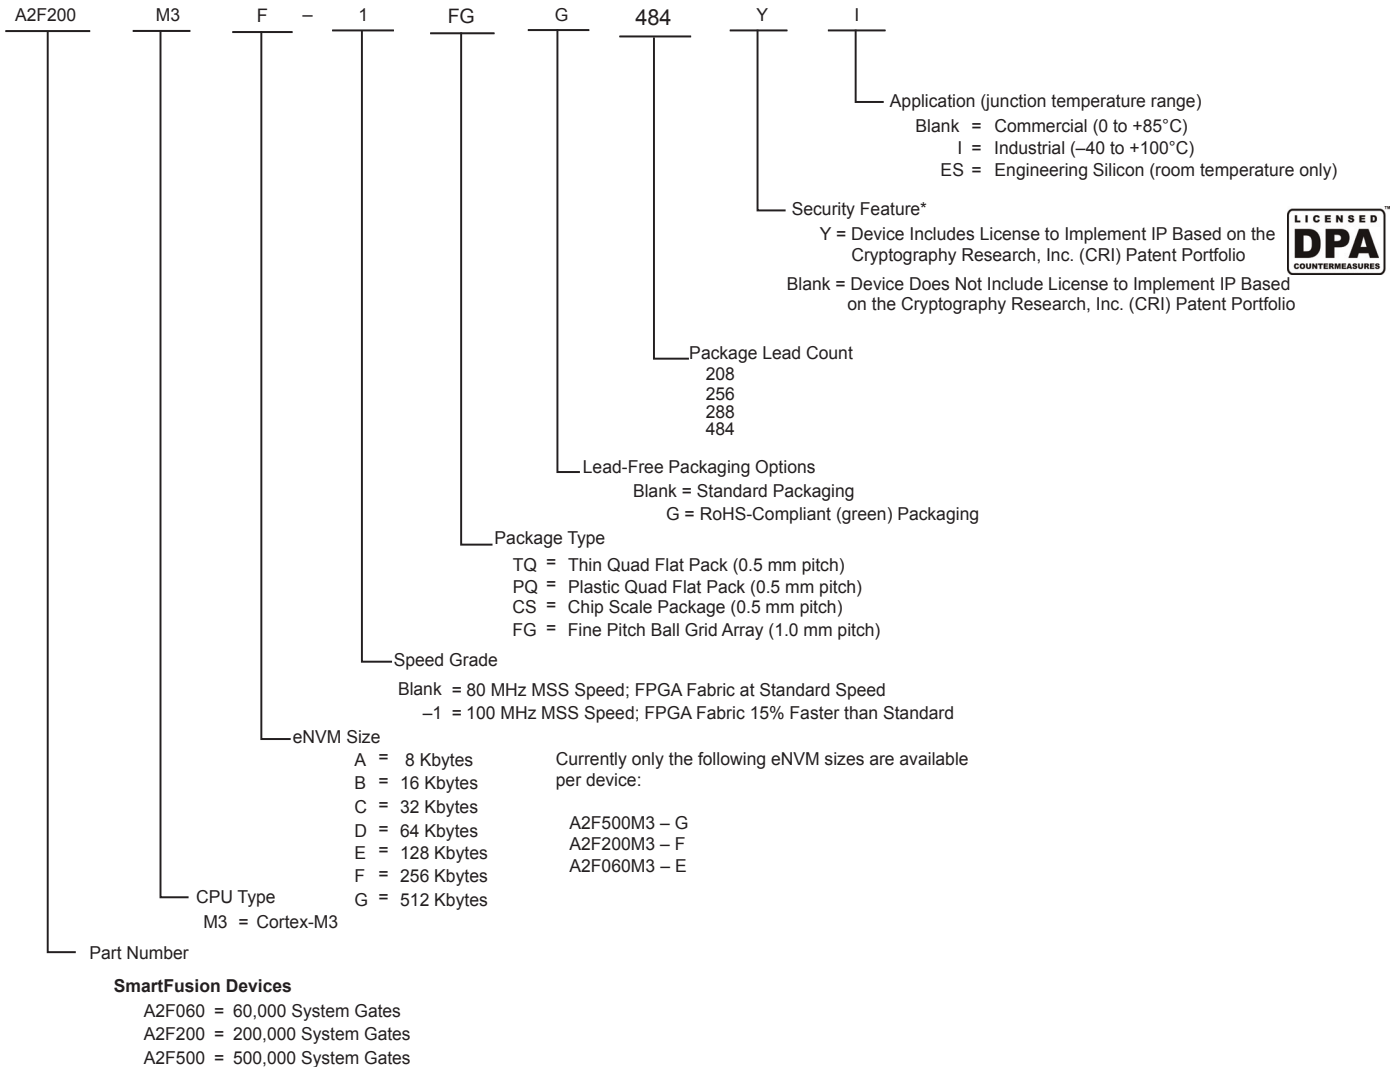 A2F200 M3 F – 1 FG G 484 Y I
Application (junction temperature range)
Blank = Commercial (0 to +85°C)
I = Industrial (–40 to +100°C)
ES = Engineering Silicon (room temperature only)
Security Feature*
Y = Device Includes License to Implement IP Based on the
Cryptography Research, Inc. (CRI) Patent Portfolio
LICENSED
DPA
COUNTERMEASURES
™
Blank = Device Does Not Include License to Implement IP Based
on the Cryptography Research, Inc. (CRI) Patent Portfolio
Package Lead Count
208
256
288
484
Lead-Free Packaging Options
Blank = Standard Packaging
G = RoHS-Compliant (green) Packaging
Package Type
TQ = Thin Quad Flat Pack (0.5 mm pitch)
PQ = Plastic Quad Flat Pack (0.5 mm pitch)
CS = Chip Scale Package (0.5 mm pitch)
FG = Fine Pitch Ball Grid Array (1.0 mm pitch)
Speed Grade
Blank = 80 MHz MSS Speed; FPGA Fabric at Standard Speed
–1 = 100 MHz MSS Speed; FPGA Fabric 15% Faster than Standard
eNVM Size
A = 8 Kbytes
B = 16 Kbytes
C = 32 Kbytes
D = 64 Kbytes
E = 128 Kbytes
F = 256 Kbytes
G = 512 Kbytes
Currently only the following eNVM sizes are available
per device:
A2F500M3 – G
A2F200M3 – F
A2F060M3 – E
CPU Type
M3 = Cortex-M3
Part Number
SmartFusion Devices
A2F060 = 60,000 System Gates
A2F200 = 200,000 System Gates
A2F500 = 500,000 System Gates